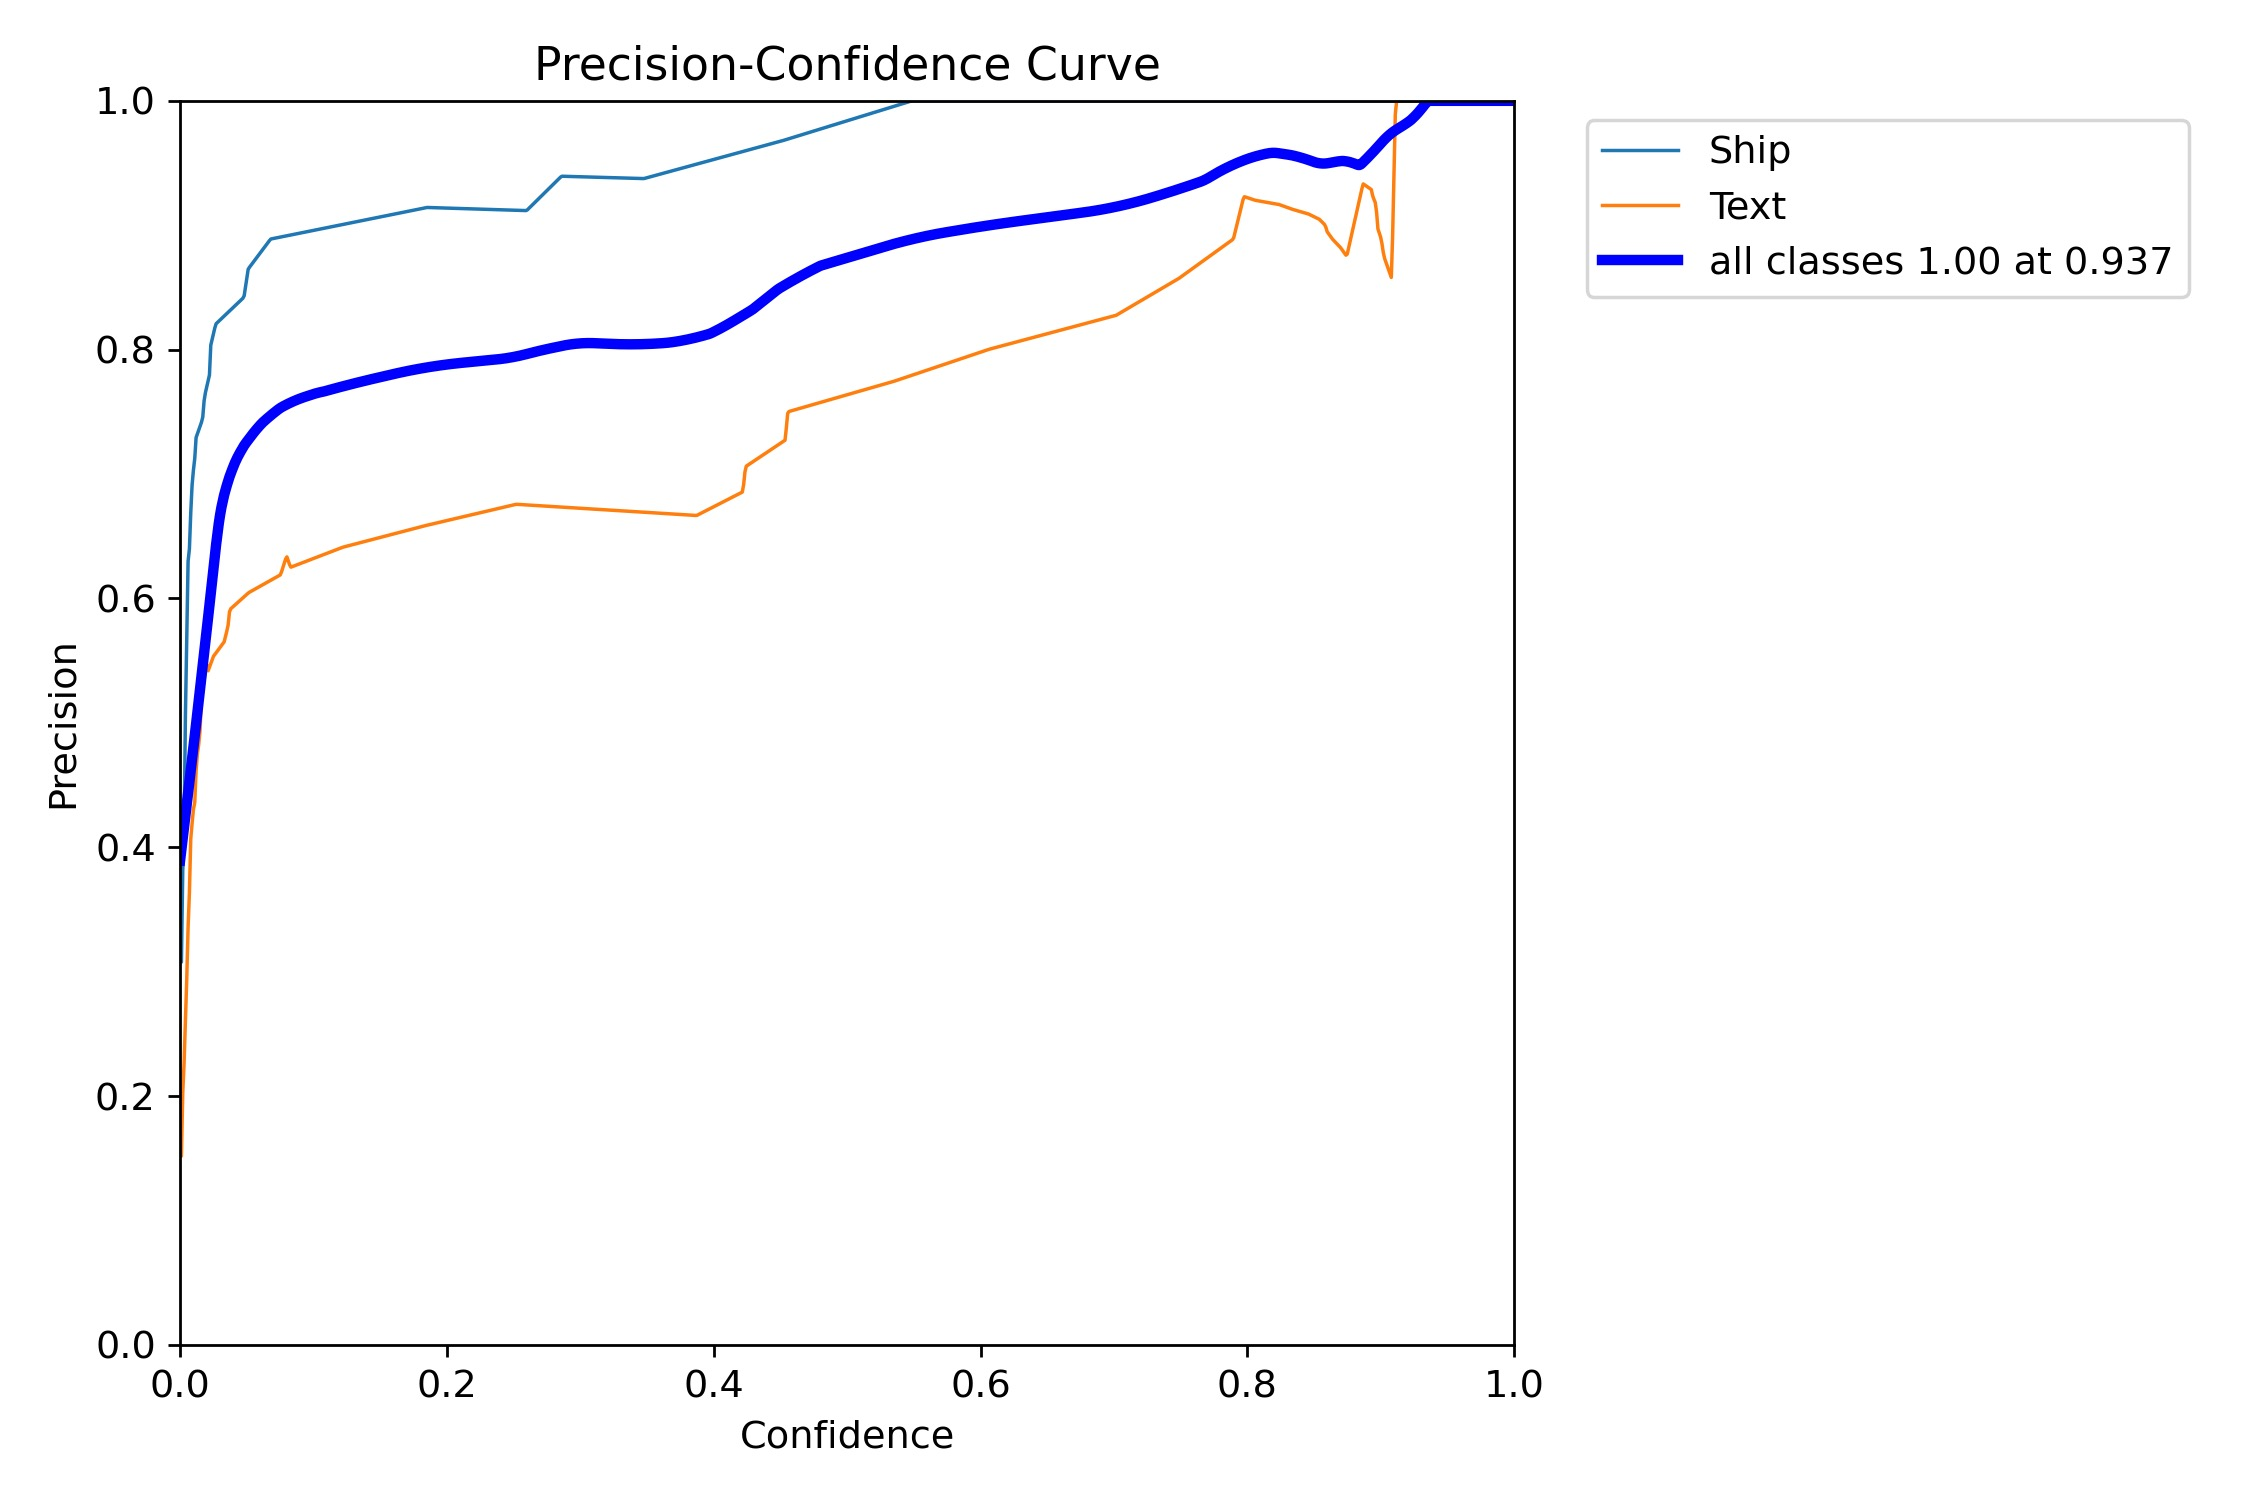 Precision-Confidence Curve
1.0
0.8
0.6
0.4
0.2
0.0
Precision
0.0 0.2 0.4 0.6 0.8 1.0
Confidence
Ship
Text
all classes 1.00 at 0.937